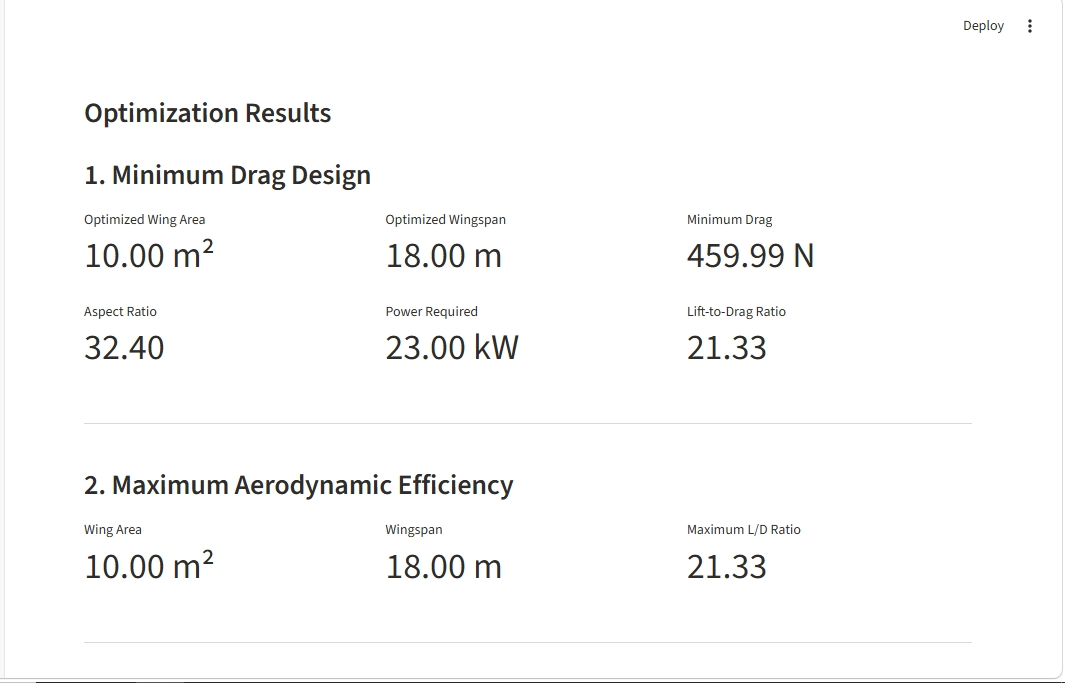 Deploy
Optimization Results
1. Minimum Drag Design
Optimized Wing Area
Optimized Wingspan
Minimum Drag
10.00 m²
18.00 m
459.99 N
Aspect Ratio
Power Required
Lift-to-Drag Ratio
32.40
23.00 kW
21.33
2. Maximum Aerodynamic Efficiency
Wing Area
Wingspan
Maximum L/D Ratio
10.00 m²
18.00 m
21.33